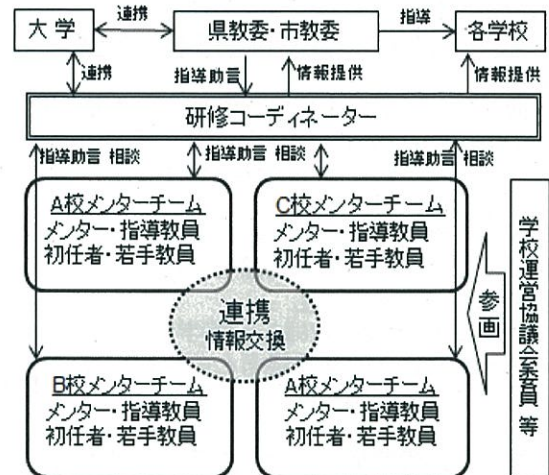 大学
連携
県教委・市教委
指導
各学校
連携
指導助言
情報提供
情報提供
研修コーディネーター
指導助言 相談
指導助言 相談
指導助言 相談
A校メンターチーム
メンター・指導教員
初任者・若手教員
C校メンターチーム
メンター・指導教員
初任者・若手教員
連携
情報交換
参画
学校運営協議会委員 等
B校メンターチーム
メンター・指導教員
初任者・若手教員
A校メンターチーム
メンター・指導教員
初任者・若手教員